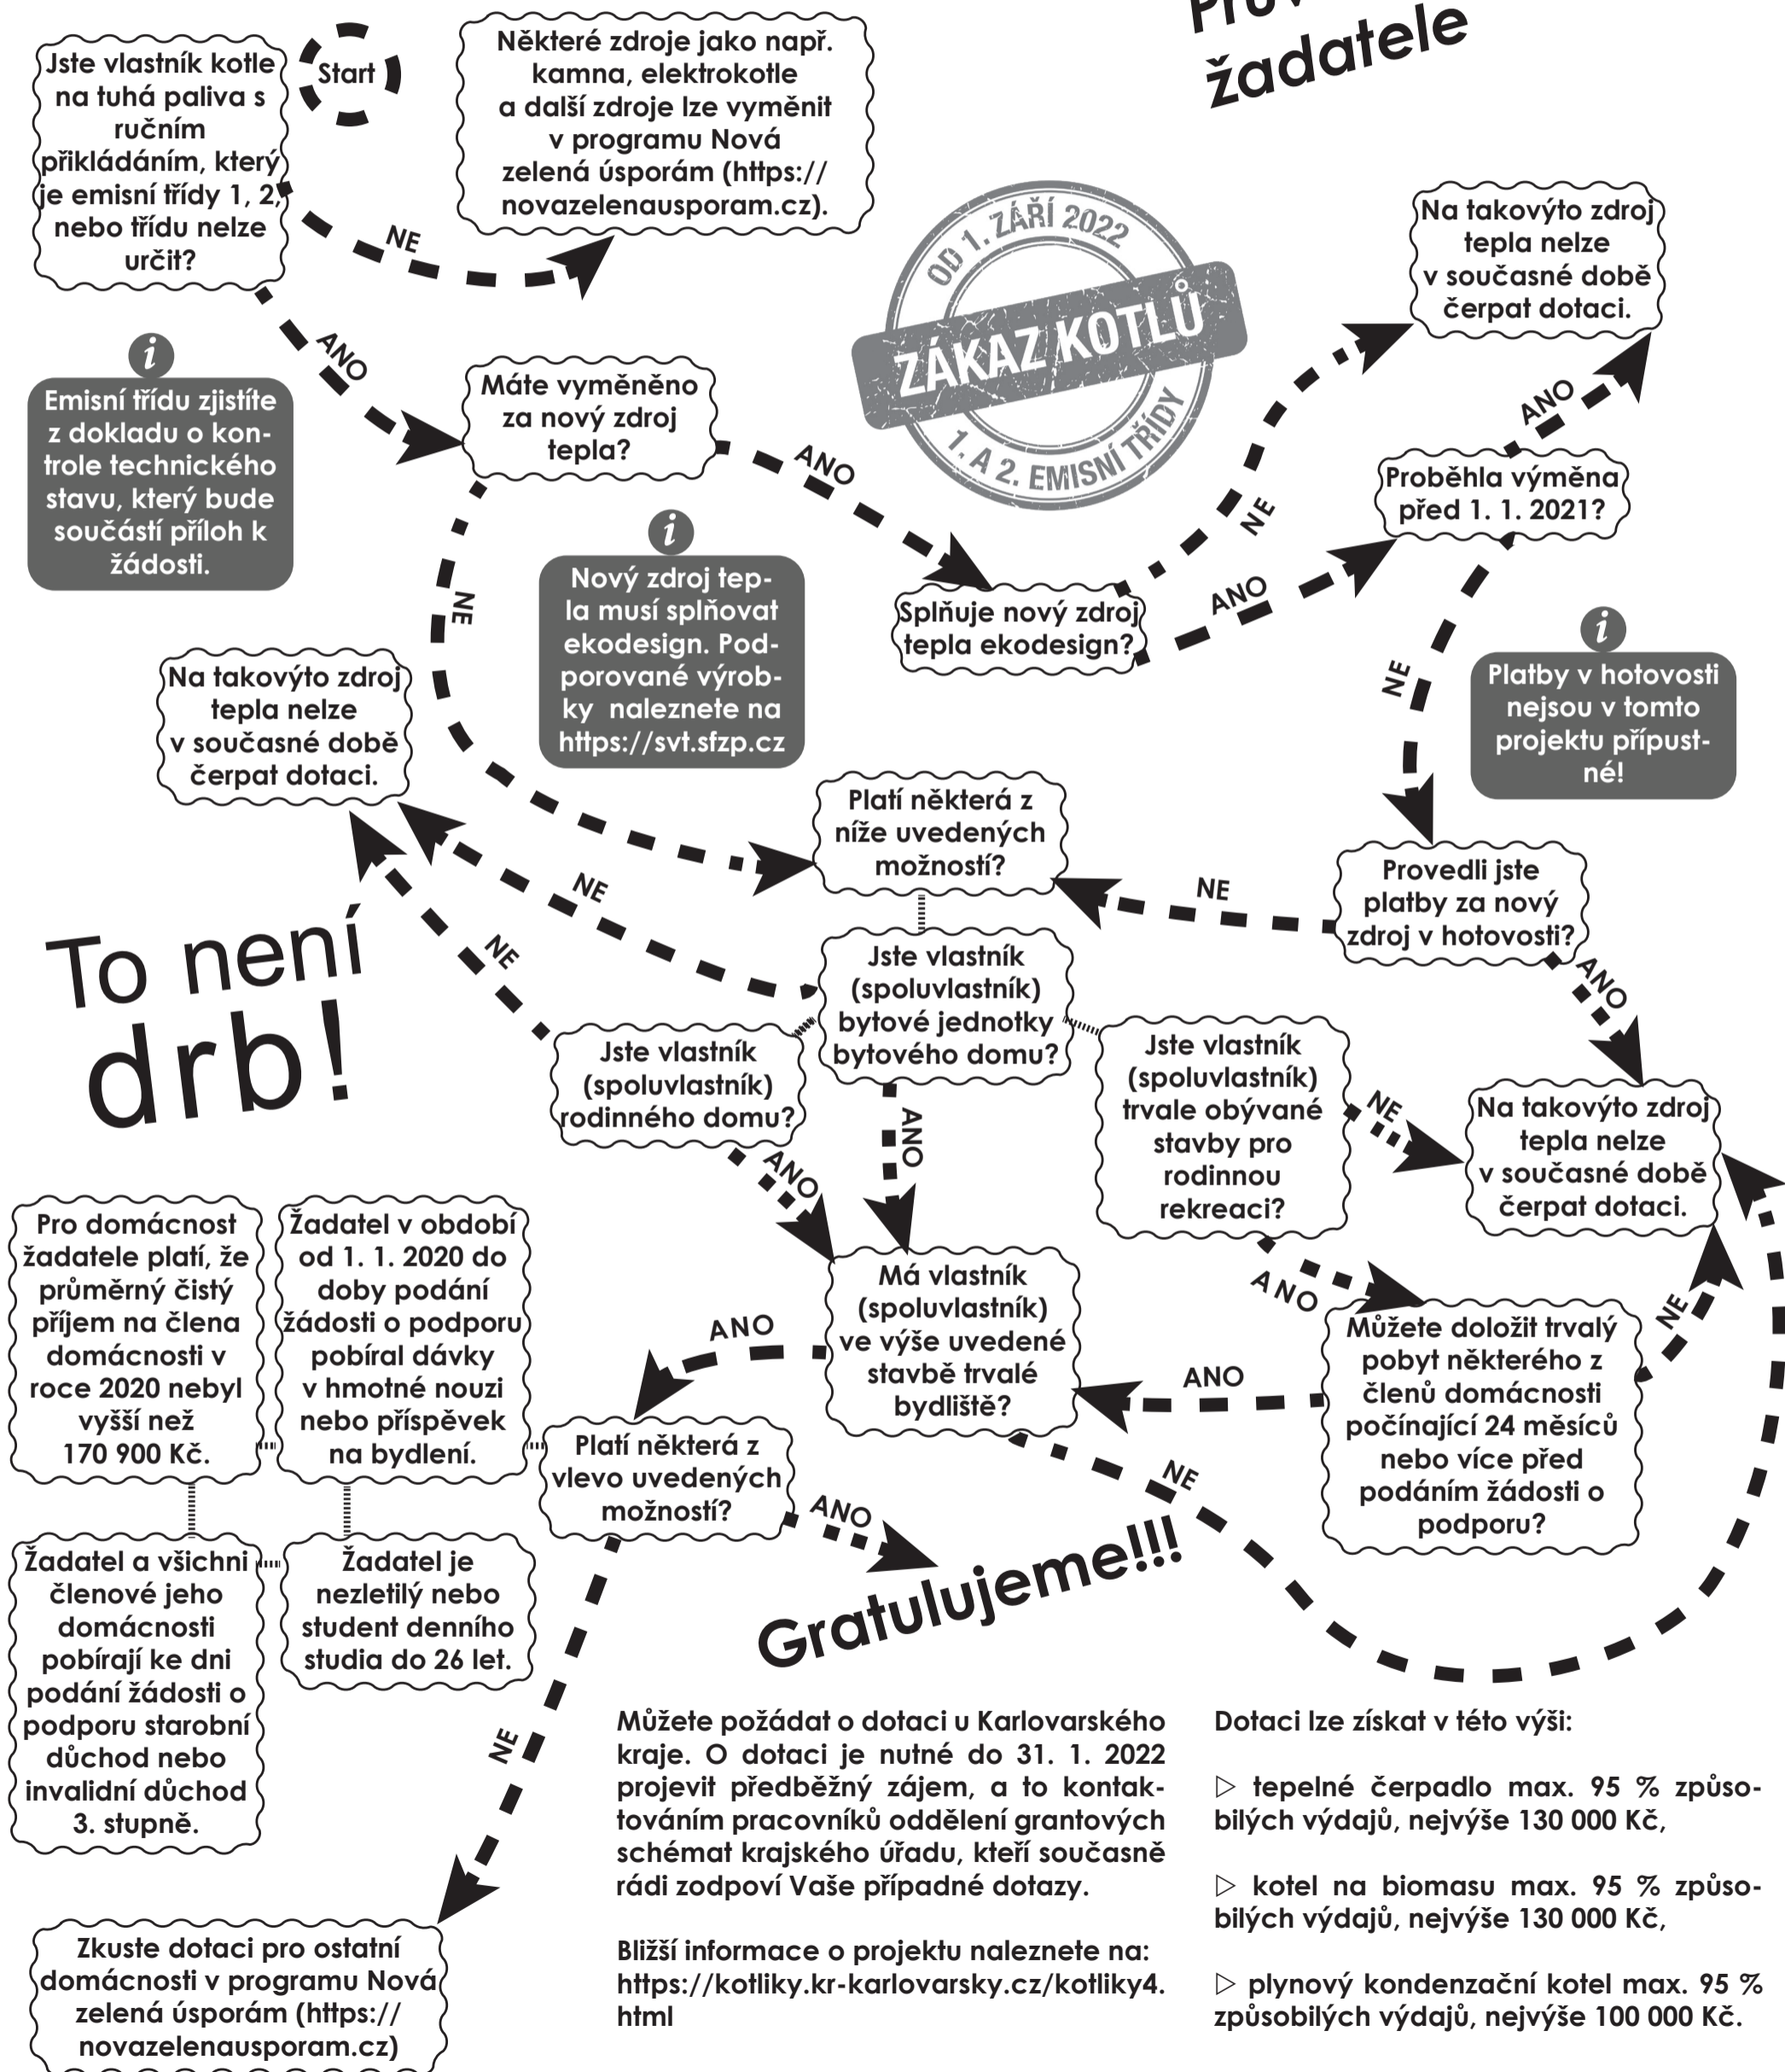 žadatele
Start
Jste vlastník kotle
na tuhá paliva s
ručním
přikládáním, který
je emisní třídy 1, 2,
nebo třídu nelze
určit?
NE
Některé zdroje jako např.
kamna, elektrokotle
a další zdroje lze vyměnit
v programu Nová
zelená úsporám (https://
novazelenausporam.cz).
ANO
i
Emisní třídu zjistíte
z dokladu o kon-
trole technického
stavu, který bude
součástí příloh k
žádosti.
Máte vyměněno
za nový zdroj
tepla?
ANO
NE
OD 1. ZÁŘÍ 2022
ZÁKAZ KOTLŮ
1. A 2. EMISNÍ TŘÍDY
i
Nový zdroj tep-
la musí splňovat
ekodesign. Pod-
porované výrob-
ky naleznete na
https://svt.sfzp.cz
Splňuje nový zdroj
tepla ekodesign?
NE
ANO
Na takovýto zdroj
tepla nelze
v současné době
čerpat dotaci.
ANO
Proběhla výměna
před 1. 1. 2021?
NE
i
Platby v hotovosti
nejsou v tomto
projektu přípust-
né!
Na takovýto zdroj
tepla nelze
v současné době
čerpat dotaci.
Platí některá z
níže uvedených
možností?
NE
Provedli jste
platby za nový
zdroj v hotovosti?
ANO
NE
NE
To není
drb!
Jste vlastník
(spoluvlastník)
bytové jednotky
bytového domu?
Jste vlastník
(spoluvlastník)
rodinného domu?
Jste vlastník
(spoluvlastník)
trvale obývané
stavby pro
rodinnou
rekreaci?
NE
Na takovýto zdroj
tepla nelze
v současné době
čerpat dotaci.
ANO
ANO
ANO
Má vlastník
(spoluvlastník)
ve výše uvedené
stavbě trvalé
bydliště?
ANO
ANO
NE
Můžete doložit trvalý
pobyt některého z
členů domácnosti
počínající 24 měsíců
nebo více před
podáním žádosti o
podporu?
NE
Pro domácnost
žadatele platí, že
průměrný čistý
příjem na člena
domácnosti v
roce 2020 nebyl
vyšší než
170 900 Kč.
Žadatel v období
od 1. 1. 2020 do
doby podání
žádosti o podporu
pobíral dávky
v hmotné nouzi
nebo příspěvek
na bydlení.
Platí některá z
vlevo uvedených
možností?
ANO
Žadatel a všichni
členové jeho
domácnosti
pobírají ke dni
podání žádosti o
podporu starobní
důchod nebo
invalidní důchod
3. stupně.
Žadatel je
nezletilý nebo
student denního
studia do 26 let.
NE
Gratulujeme!!!
Můžete požádat o dotaci u Karlovarského
kraje. O dotaci je nutné do 31. 1. 2022
projevit předběžný zájem, a to kontak-
továním pracovníků oddělení grantových
schémat krajského úřadu, kteří současně
rádi zodpoví Vaše případné dotazy.
Bližší informace o projektu naleznete na:
https://kotliky.kr-karlovarsky.cz/kotliky4.
html
Dotaci lze získat v této výši:
▷ tepelné čerpadlo max. 95 % způso-
bilých výdajů, nejvýše 130 000 Kč,
▷ kotel na biomasu max. 95 % způso-
bilých výdajů, nejvýše 130 000 Kč,
▷ plynový kondenzační kotel max. 95 %
způsobilých výdajů, nejvýše 100 000 Kč.
Zkuste dotaci pro ostatní
domácnosti v programu Nová
zelená úsporám (https://
novazelenausporam.cz)